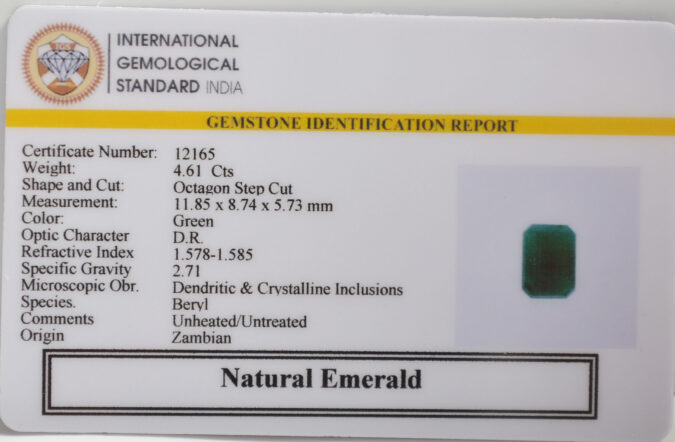 INTERNATIONAL
GEMOLOGICAL
STANDARD INDIA
GEMSTONE IDENTIFICATION REPORT
Certificate Number: 12165
Weight: 4.61 Cts
Shape and Cut: Octagon Step Cut
Measurement: 11.85 x 8.74 x 5.73 mm
Color: Green
Optic Character D.R.
Refractive Index 1.578-1.585
Specific Gravity 2.71
Microscopic Obr. Dendritic & Crystalline Inclusions
Species. Beryl
Comments Unheated/Untreated
Origin Zambian
Natural Emerald